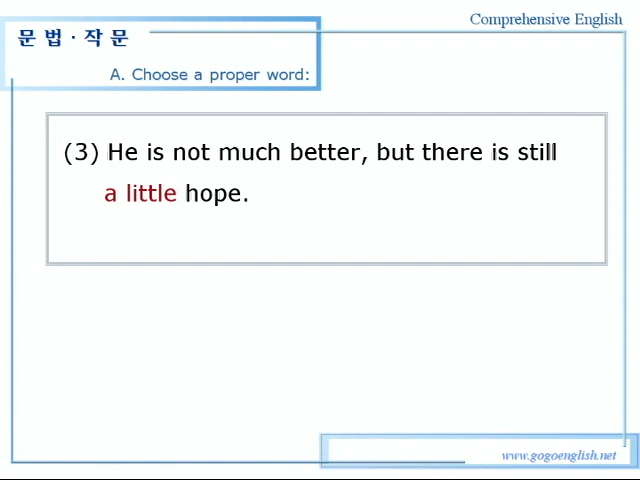 Comprehensive English
문 법 · 작 문
A. Choose a proper word:
(3) He is not much better, but there is still
a little hope.
www.gogoenglish.net